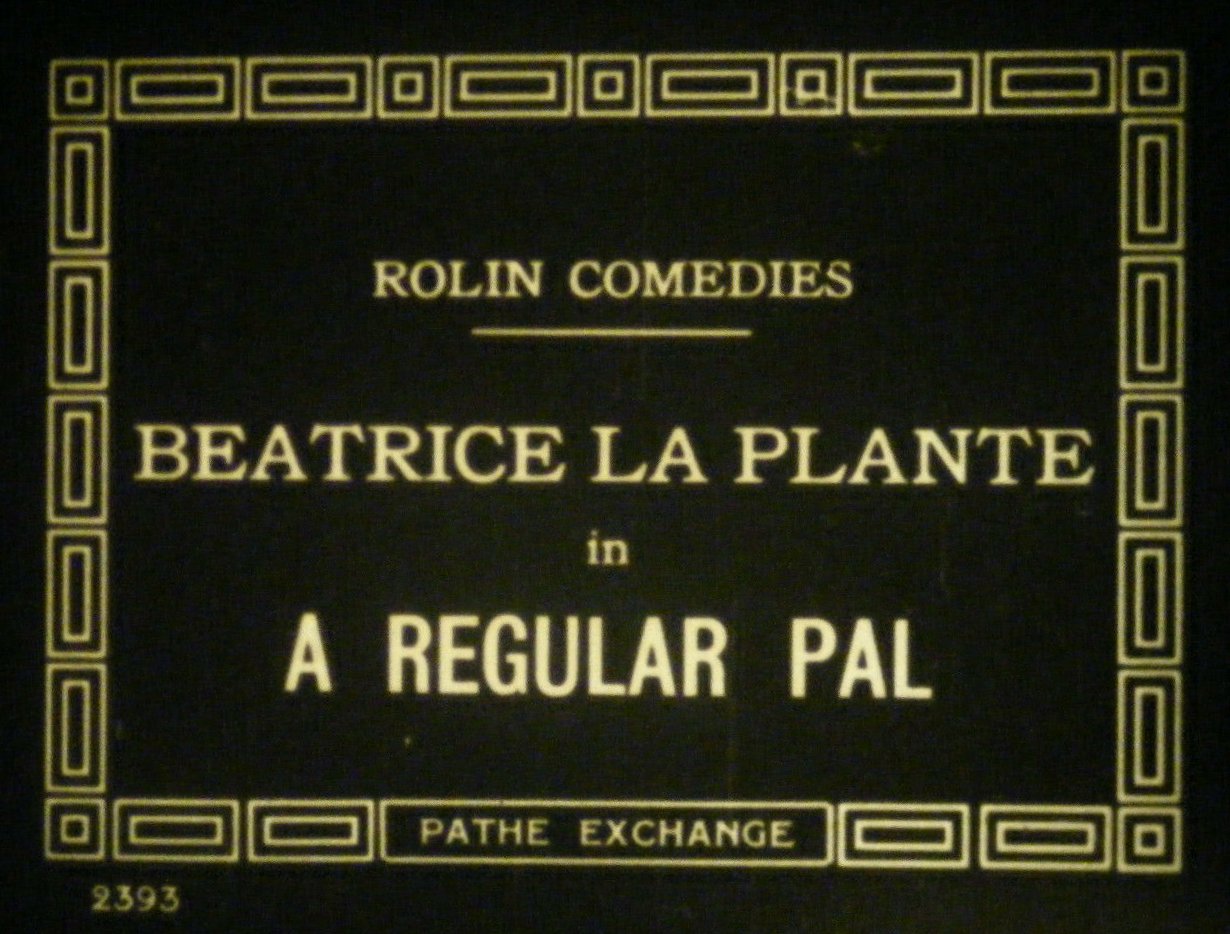 ROLIN COMEDIES
BEATRICE LA PLANTE
in
A REGULAR PAL
PATHE EXCHANGE
2393